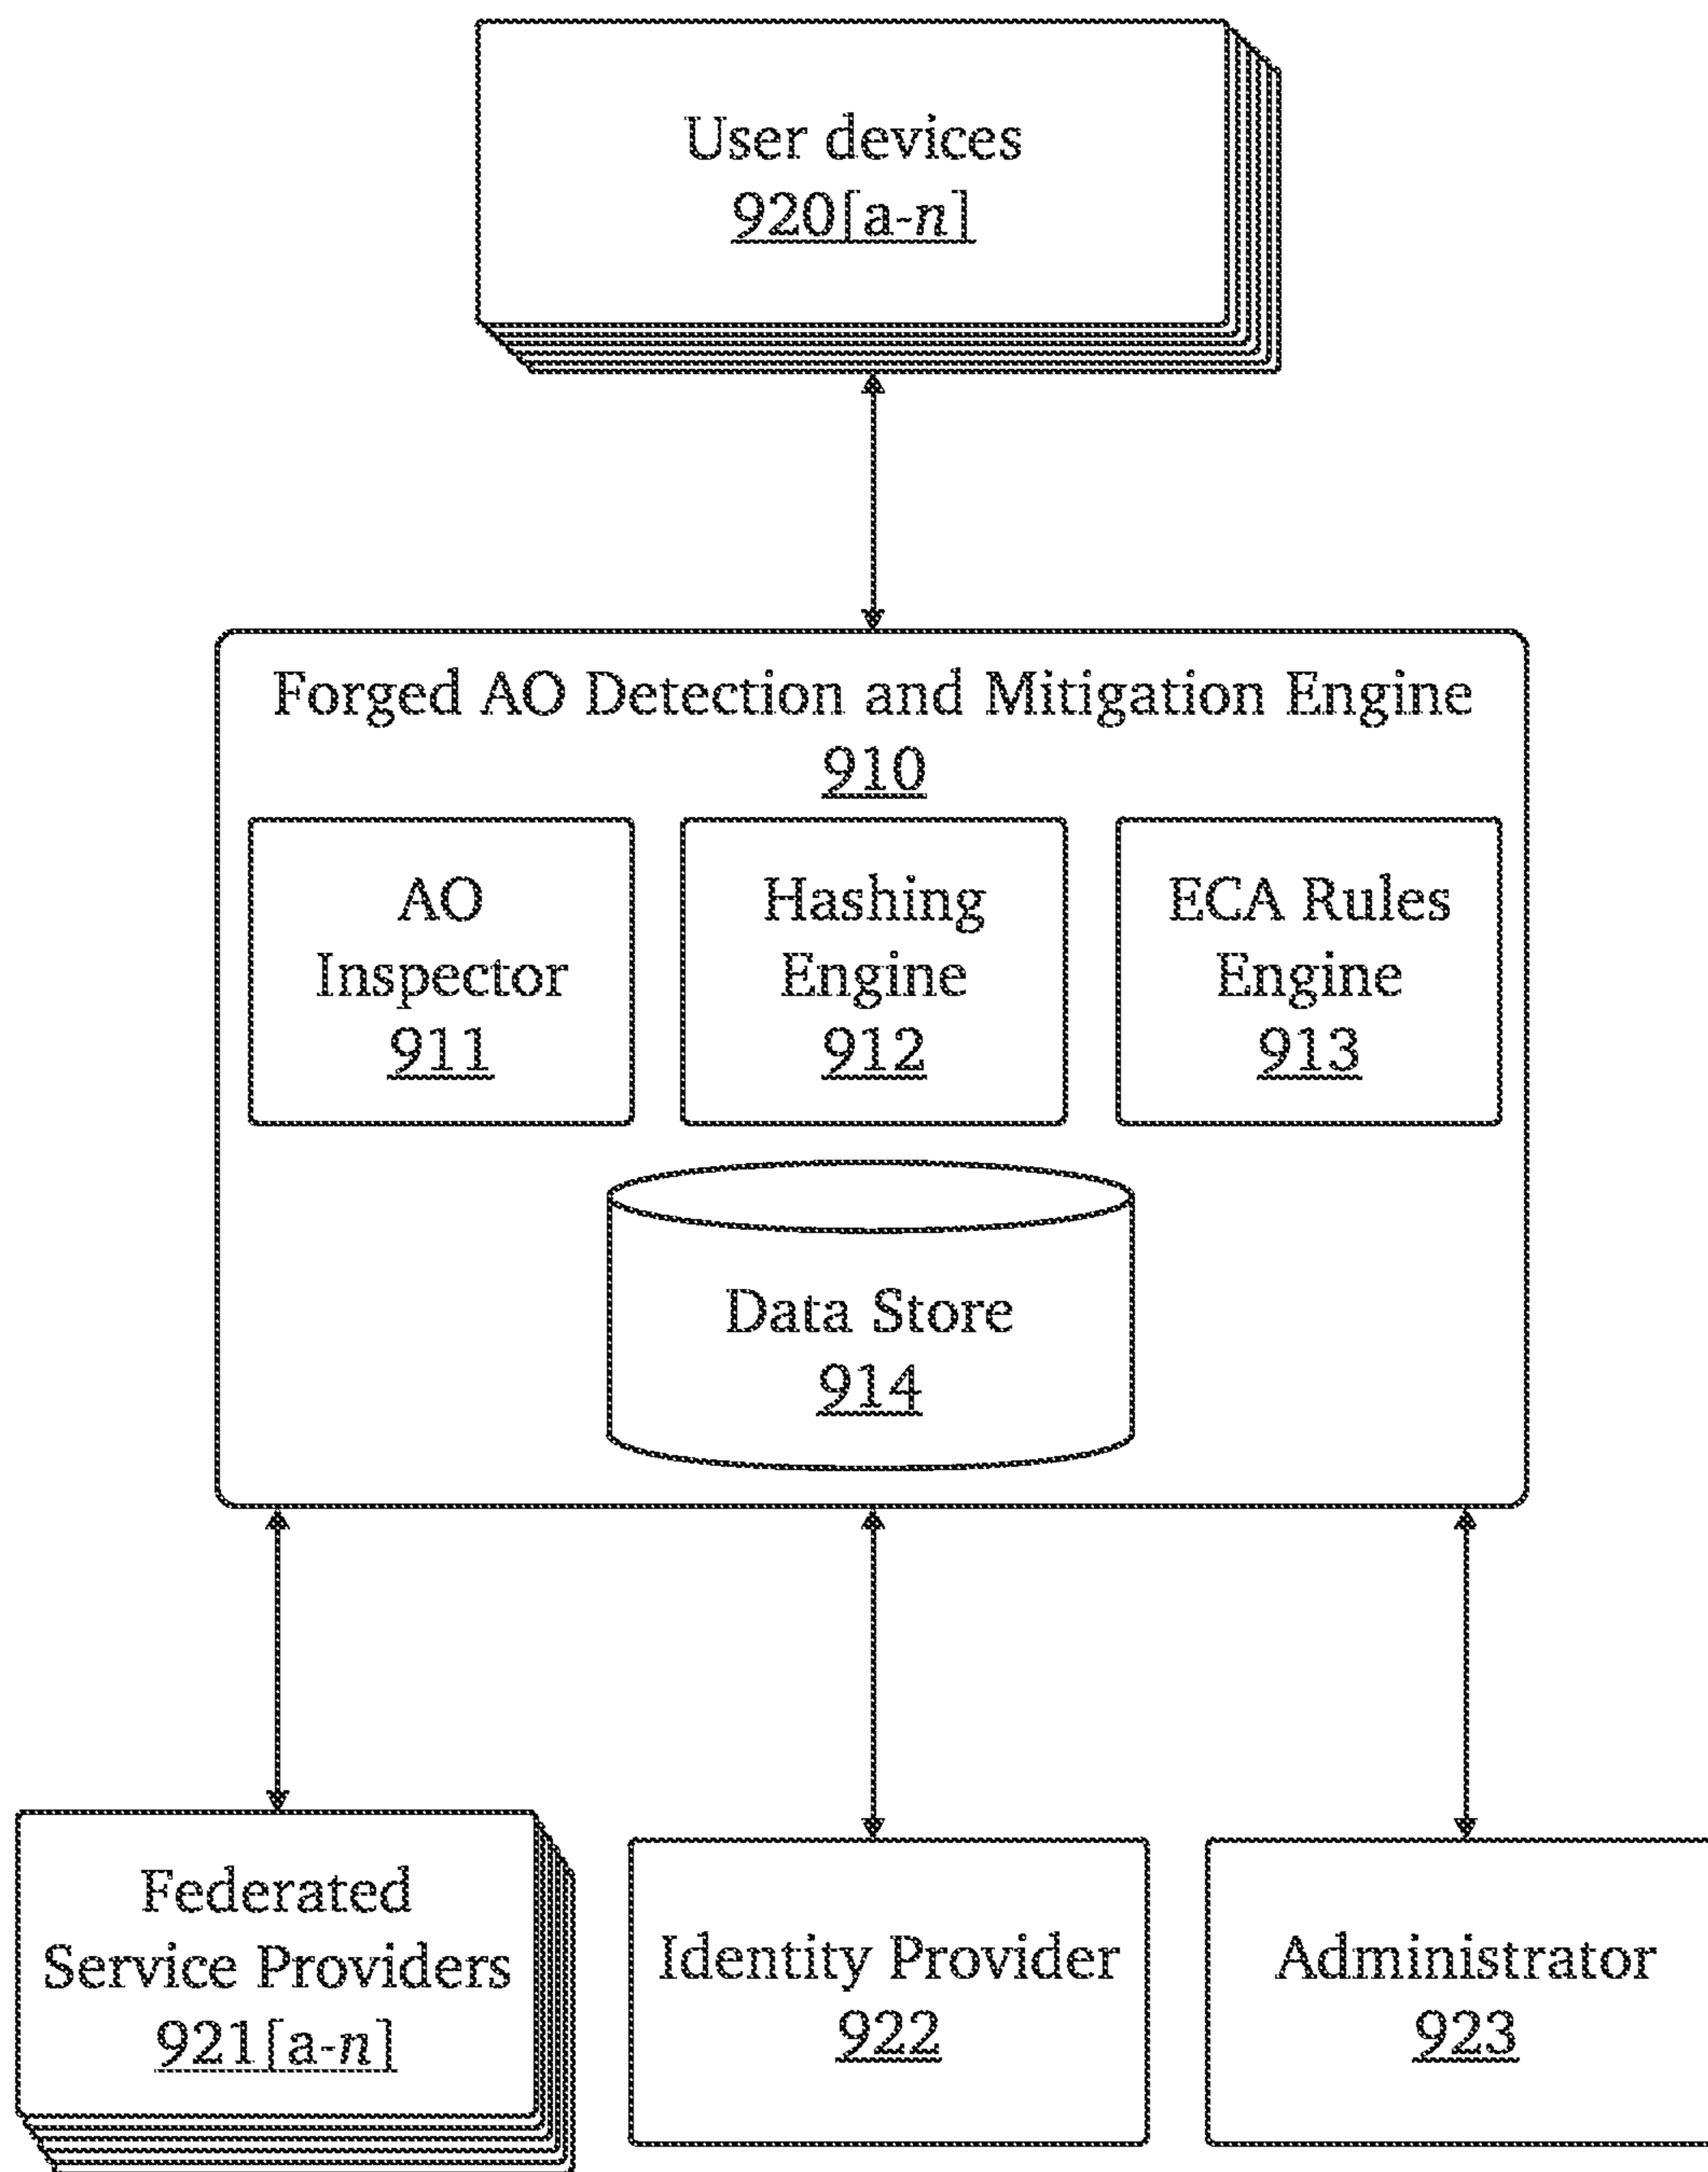 User devices
920[a-n]
Forged AO Detection and Mitigation Engine
910
AO
Inspector
911
Hashing
Engine
912
ECA Rules
Engine
913
Data Store
914
Federated
Service Providers
921[a-n]
Identity Provider
922
Administrator
923